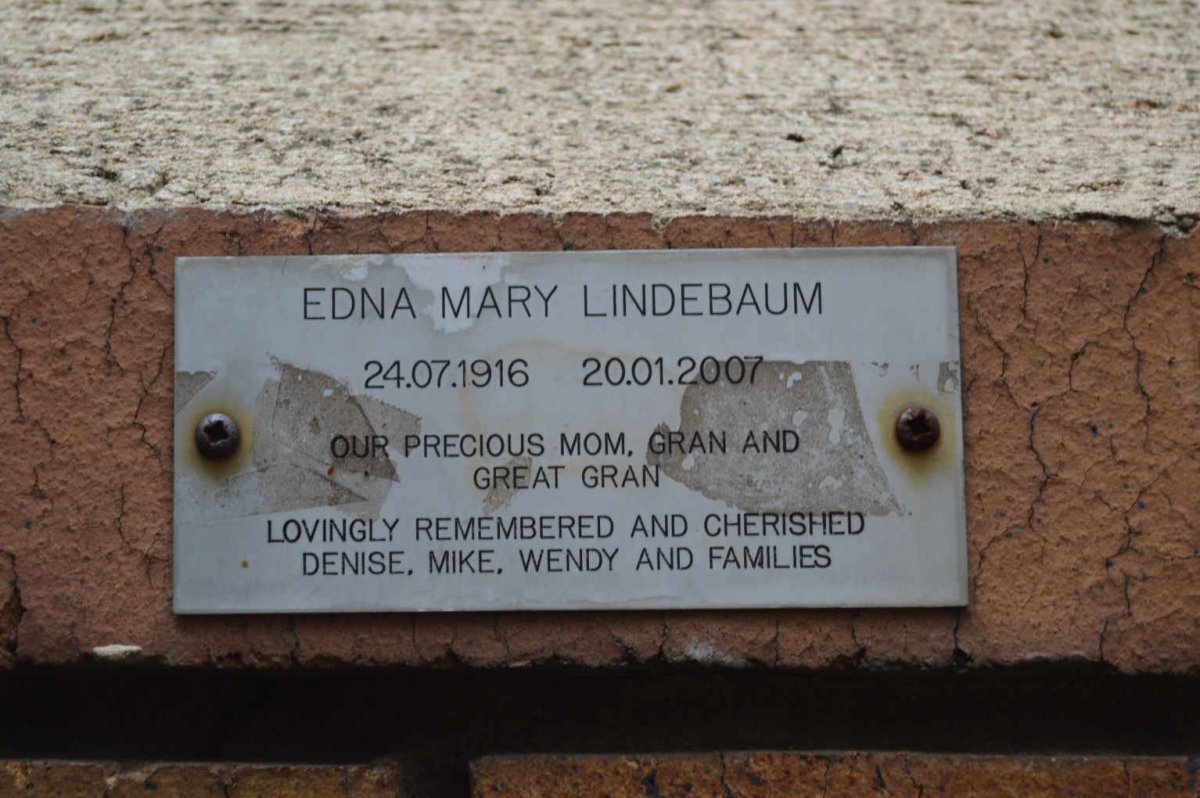 EDNA MARY LINDEBAUM
24.07.1916 20.01.2007
OUR PRECIOUS MOM, GRAN AND
GREAT GRAN
LOVINGLY REMEMBERED AND CHERISHED
DENISE, MIKE, WENDY AND FAMILIES